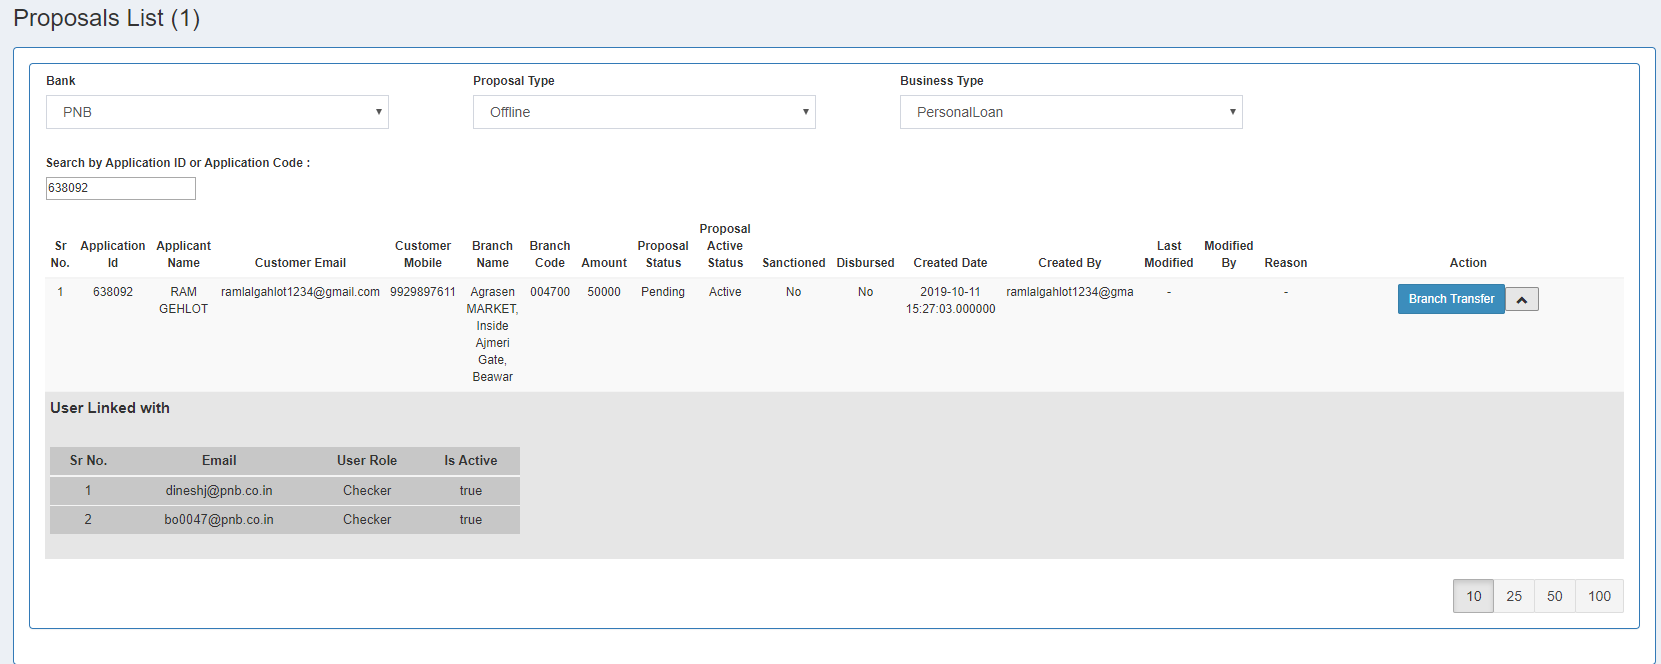 Proposals List (1)
Bank Proposal Type Business Type
PNB Offline PersonalLoan
Search by Application ID or Application Code :
638092
Sr No. Application Id Applicant Name Customer Email Customer Mobile Branch Name Branch Code Amount Proposal Status Proposal Active Status Sanctioned Disbursed Created Date Created By Last Modified Modified By Reason Action
1 638092 RAM GEHLOT ramlalgahlot1234@gmail.com 9929897611 Agrasen MARKET, Inside Ajmeri Gate, Beawar 004700 50000 Pending Active No No 2019-10-11 15:27:03.000000 ramlalgahlot1234@gma - - Branch Transfer
User Linked with
Sr No. Email User Role Is Active
1 dineshj@pnb.co.in Checker true
2 bo0047@pnb.co.in Checker true
10 25 50 100